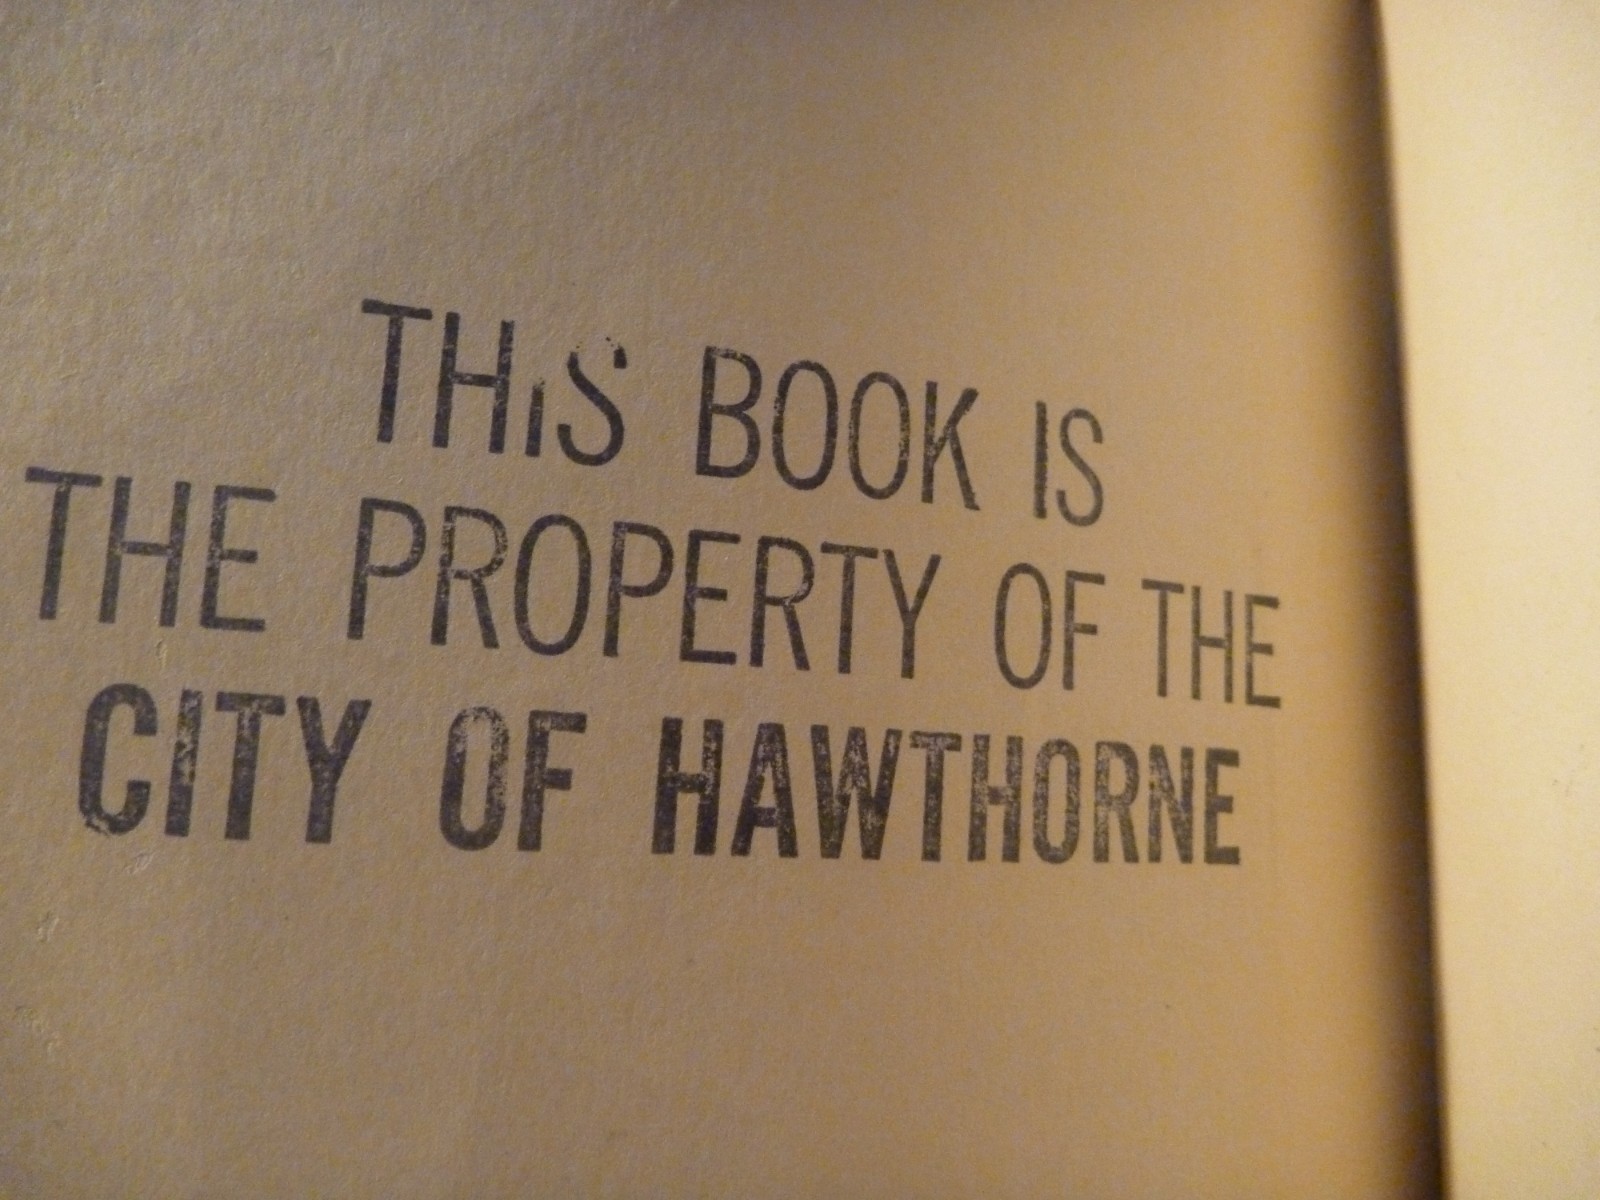 THIS BOOK IS
THE PROPERTY OF THE
CITY OF HAWTHORNE